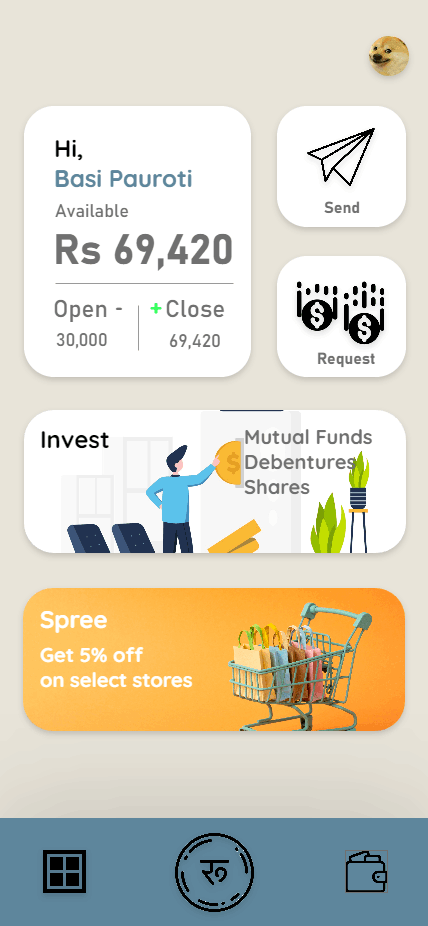 Hi,
Basi Pauroti
Available
Rs 69,420
Open - + Close
30,000 69,420
Send
$ $
Request
Invest
Mutual Funds
Debentures
Shares
$
Spree
Get 5% off
on select stores
रु